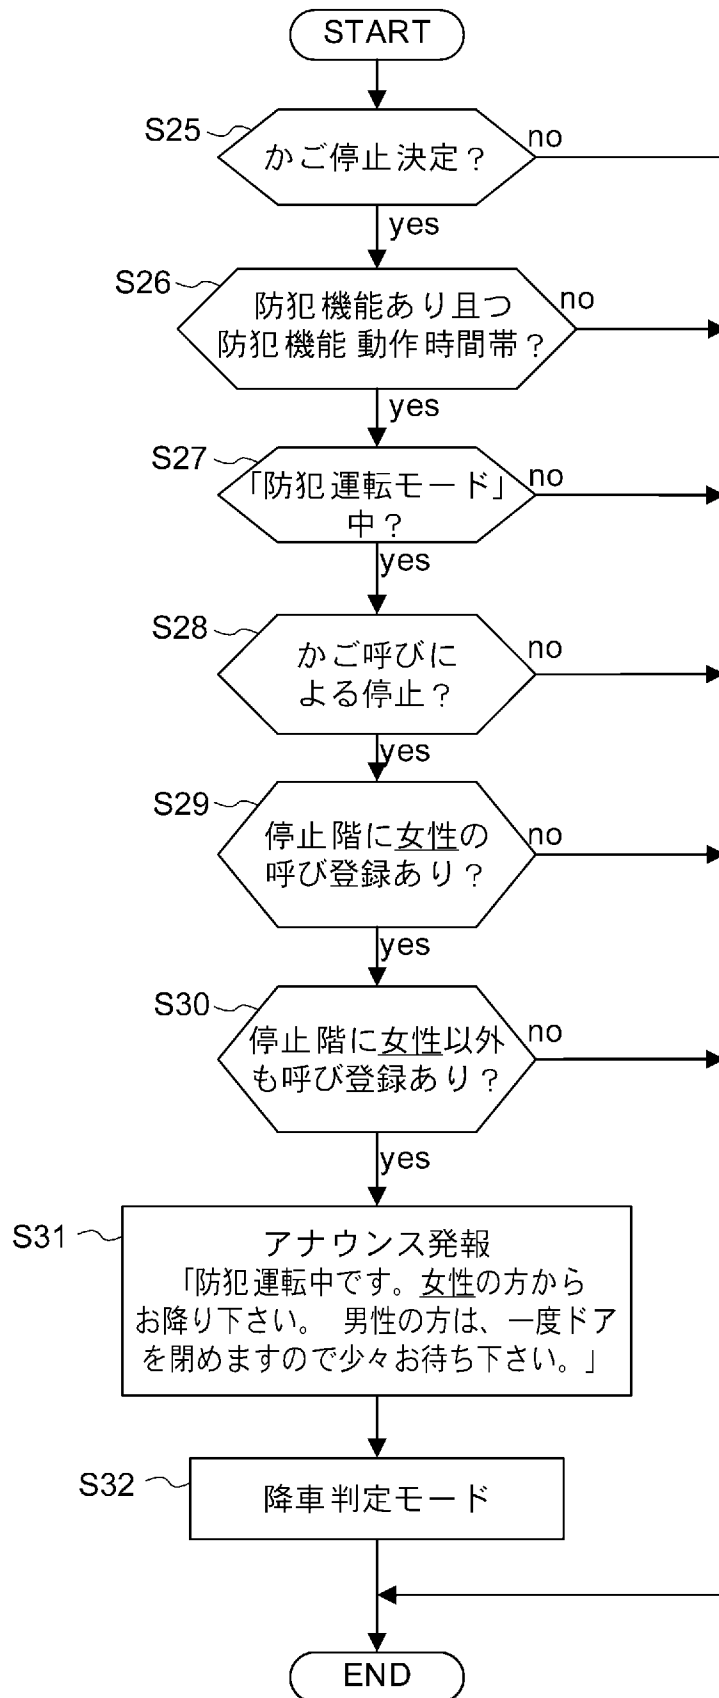 START
S25
かご停止決定？
no
yes
S26
防犯機能あり且つ
防犯機能動作時間帯？
no
yes
S27
「防犯運転モード」
中？
no
yes
S28
かご呼びに
よる停止？
no
yes
S29
停止階に女性の
呼び登録あり？
no
yes
S30
停止階に女性以外
も呼び登録あり？
no
yes
S31
アナウンス発報
「防犯運転中です。女性の方から
お降り下さい。 男性の方は、一度ドア
を閉めますので少々お待ち下さい。」
S32
降車判定モード
END